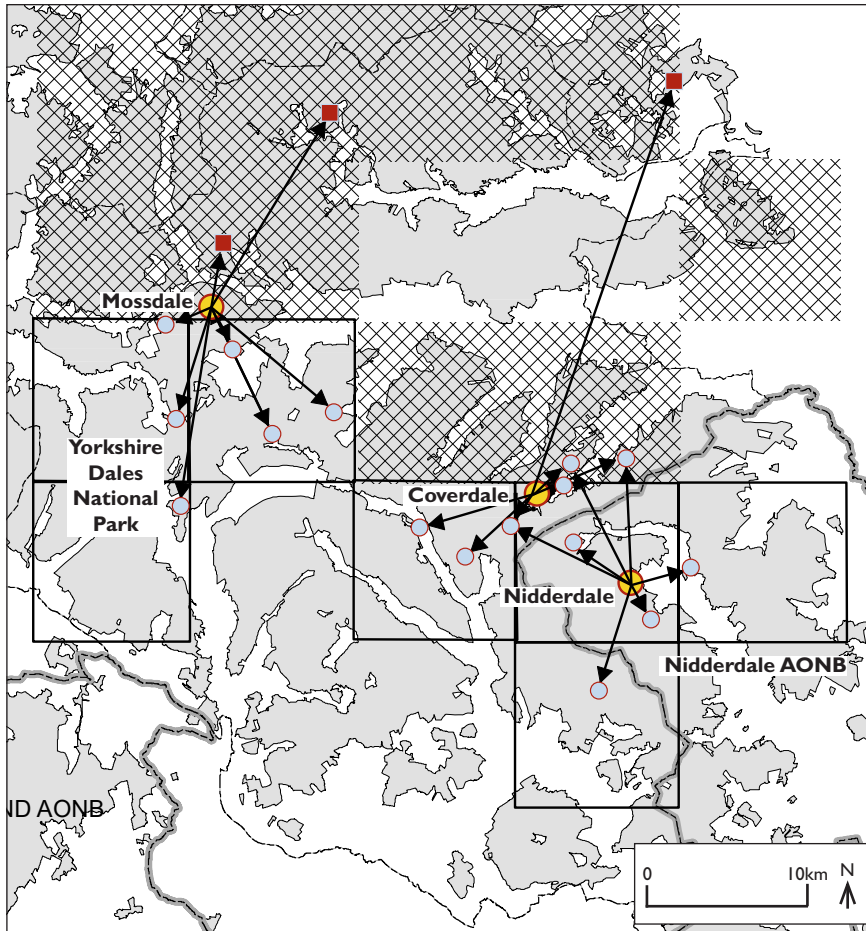 Mossdale
Yorkshire
Dales
National
Park
Coverdale
Nidderdale
Nidderdale AONB
ND AONB
0
10km
N